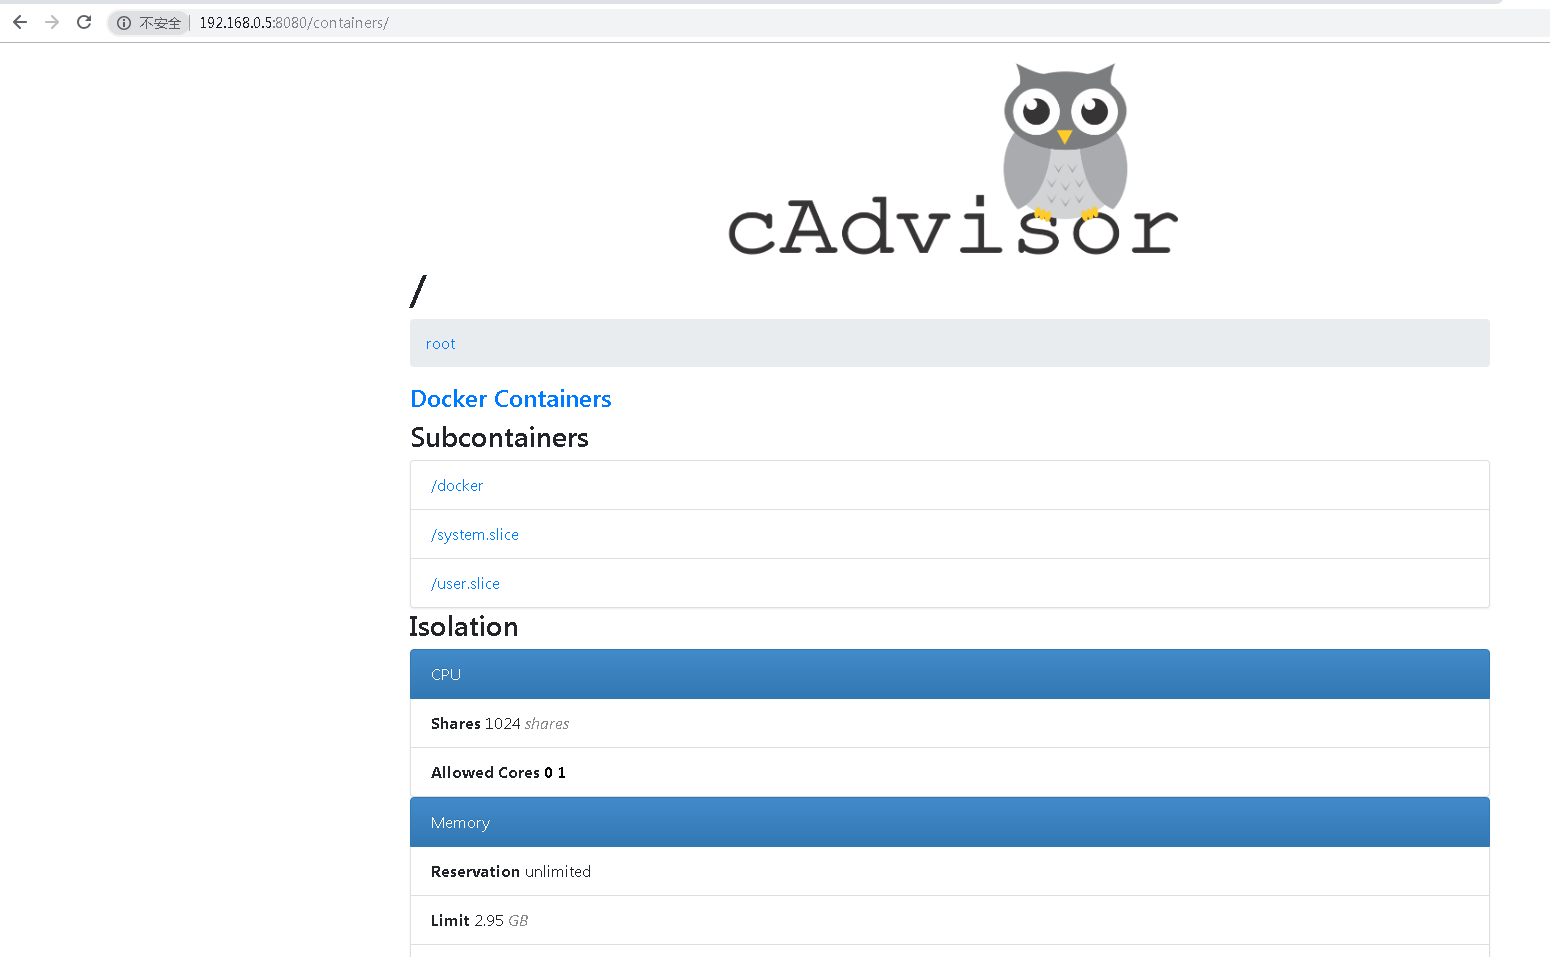 不安全 192.168.0.5:8080/containers/
cAdvisor
/
root
Docker Containers
Subcontainers
/docker
/system.slice
/user.slice
Isolation
CPU
Shares 1024 shares
Allowed Cores 0 1
Memory
Reservation unlimited
Limit 2.95 GB